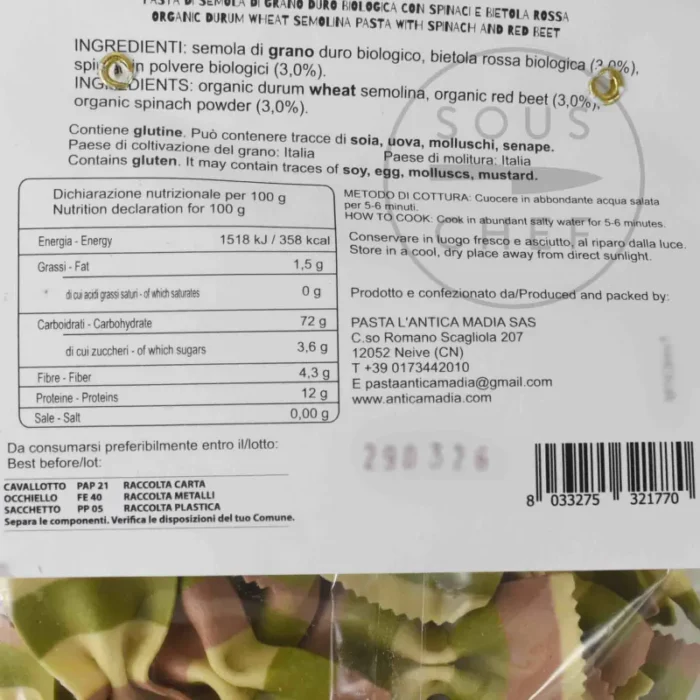 PASTA DI SEMOLA DI GRANO DURO BIOLOGICA CON SPINACI E BIETOLA ROSSA
ORGANIC DURUM WHEAT SEMOLINA PASTA WITH SPINACH AND RED BEET
INGREDIENTI: semola di grano duro biologico, bietola rossa biologica (3,0%),
in polvere biologici (3,0%).
organic durum wheat semolina, organic red beet (3,0%),
organic spinach powder (3,0%).
Contiene glutine. Può contenere tracce di soia, uova, molluschi, senape.
Paese di coltivazione del grano: Italia Paese di molitura: Italia
Contains gluten. It may contain traces of soy, egg, molluscs, mustard.
SOUS
CHEF
Dichiarazione nutrizionale per 100 g
Nutrition declaration for 100 g
Energia - Energy 1518 kJ / 358 kcal
Grassi - Fat 1,5 g
di cui acidi grassi saturi - of which saturates 0 g
Carboidrati - Carbohydrate 72 g
di cui zuccheri - of which sugars 3,6 g
Fibre - Fiber 4,3 g
Proteine - Proteins 12 g
Sale - Salt 0,00 g
METODO DI COTTURA: Cuocere in abbondante acqua salata
per 5-6 minuti.
HOW TO COOK: Cook in abundant salty water for 5-6 minutes.
Conservare in luogo fresco e asciutto, al riparo dalla luce.
Store in a cool, dry place away from direct sunlight.
Prodotto e confezionato da/Produced and packed by:
PASTA L'ANTICA MADIA SAS
C.so Romano Scagliola 207
12052 Neive (CN)
T +39 0173442010
E pastaanticamadia@gmail.com
www.anticamadia.com
Da consumarsi preferibilmente entro il/lotto:
Best before/lot:
290326
CAVALLOTTO PAP 21 RACCOLTA CARTA
OCCHIELLO FE 40 RACCOLTA METALLI
SACCHETTO PP 05 RACCOLTA PLASTICA
Separa le componenti. Verifica le disposizioni del tuo Comune.
8 033275 321770